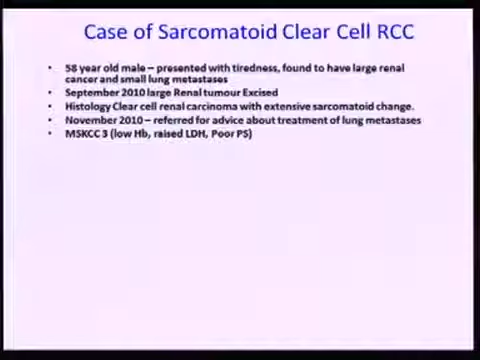 Case of Sarcomatoid Clear Cell RCC
• 58 year old male – presented with tiredness, found to have large renal
cancer and small lung metastases
• September 2010 large Renal tumour Excised
• Histology Clear cell renal carcinoma with extensive sarcomatoid change.
• November 2010 – referred for advice about treatment of lung metastases
• MSKCC 3 (low Hb, raised LDH, Poor PS)